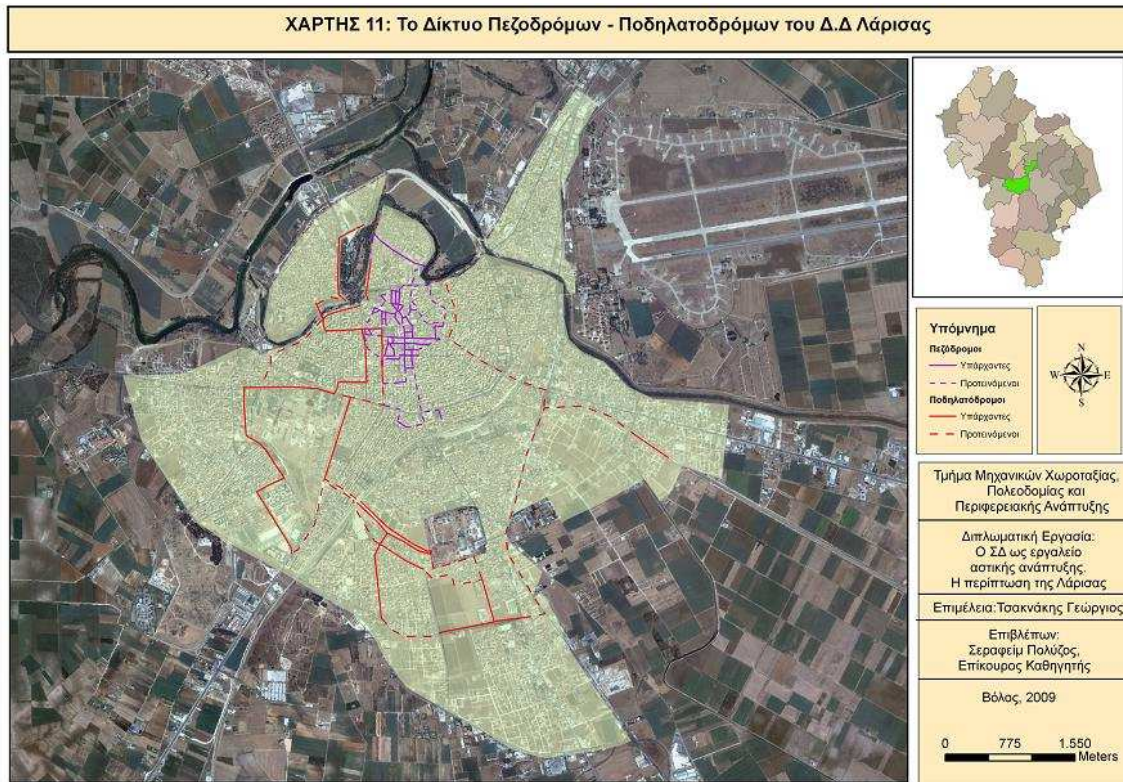 ΧΑΡΤΗΣ 11: Το Δίκτυο Πεζοδρόμων - Ποδηλατοδρόμων του Δ.Δ Λάρισας
Υπόμνημα
Πεζόδρομοι
Υπάρχοντες
Προτεινόμενοι
Ποδηλατόδρομοι
Υπάρχοντες
Προτεινόμενοι
N
W E
S
Τμήμα Μηχανικών Χωροταξίας,
Πολεοδομίας και
Περιφερειακής Ανάπτυξης
Διπλωματική Εργασία:
Ο ΣΔ ως εργαλείο
αστικής ανάπτυξης.
Η περίπτωση της Λάρισας
Επιμέλεια:Τσακνάκης Γεώργιος
Επιβλέπων:
Σεραφείμ Πολύζος,
Επίκουρος Καθηγητής
Βόλος, 2009
0 775 1.550
Meters